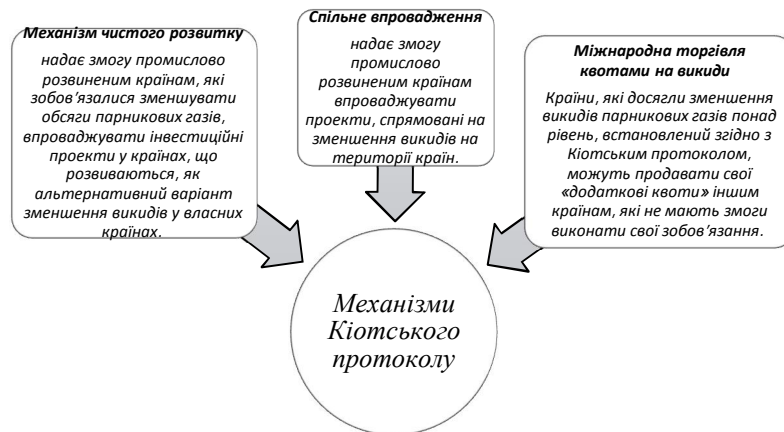 Механізм чистого розвитку
надає змогу промислово
розвиненим країнам, які
зобов’язалися зменшувати
обсяги парникових газів,
впроваджувати інвестиційні
проекти у країнах, що
розвиваються, як
альтернативний варіант
зменшення викидів у власних
країнах.
Спільне впровадження
надає змогу
промислово
розвиненим країнам
впроваджувати
проекти, спрямовані на
зменшення викидів на
території країн.
Міжнародна торгівля
квотами на викиди
Країни, які досягли зменшення
викидів парникових газів понад
рівень, встановлений згідно з
Кіотським протоколом,
можуть продавати свої
«додаткові квоти» іншим
країнам, які не мають змоги
виконати свої зобов’язання.
Механізми
Кіотського
протоколу